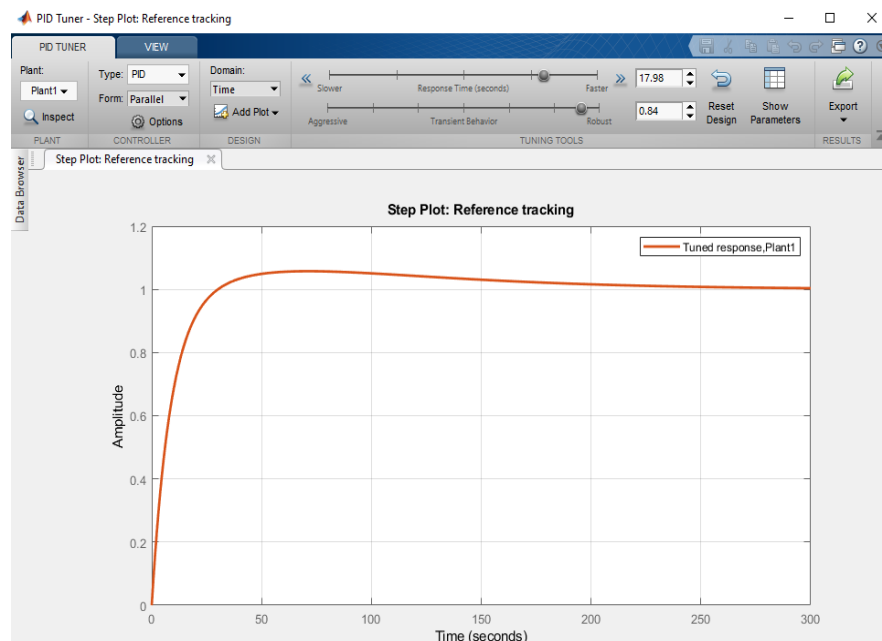 PID Tuner - Step Plot: Reference tracking
PID TUNER VIEW
Plant:
Plant1
Inspect
PLANT
Type: PID
Form: Parallel
Options
CONTROLLER
Domain:
Time
Add Plot
DESIGN
Slower Response Time (seconds) Faster 17.98
Aggressive Transient Behavior Robust 0.84
Reset
Design
Show
Parameters
TUNING TOOLS
Export
RESULTS
Data Browser
Step Plot: Reference tracking
Step Plot: Reference tracking
Tuned response,Plant1
Amplitude
1.2
1
0.8
0.6
0.4
0.2
0
0 50 100 150 200 250 300
Time (seconds)